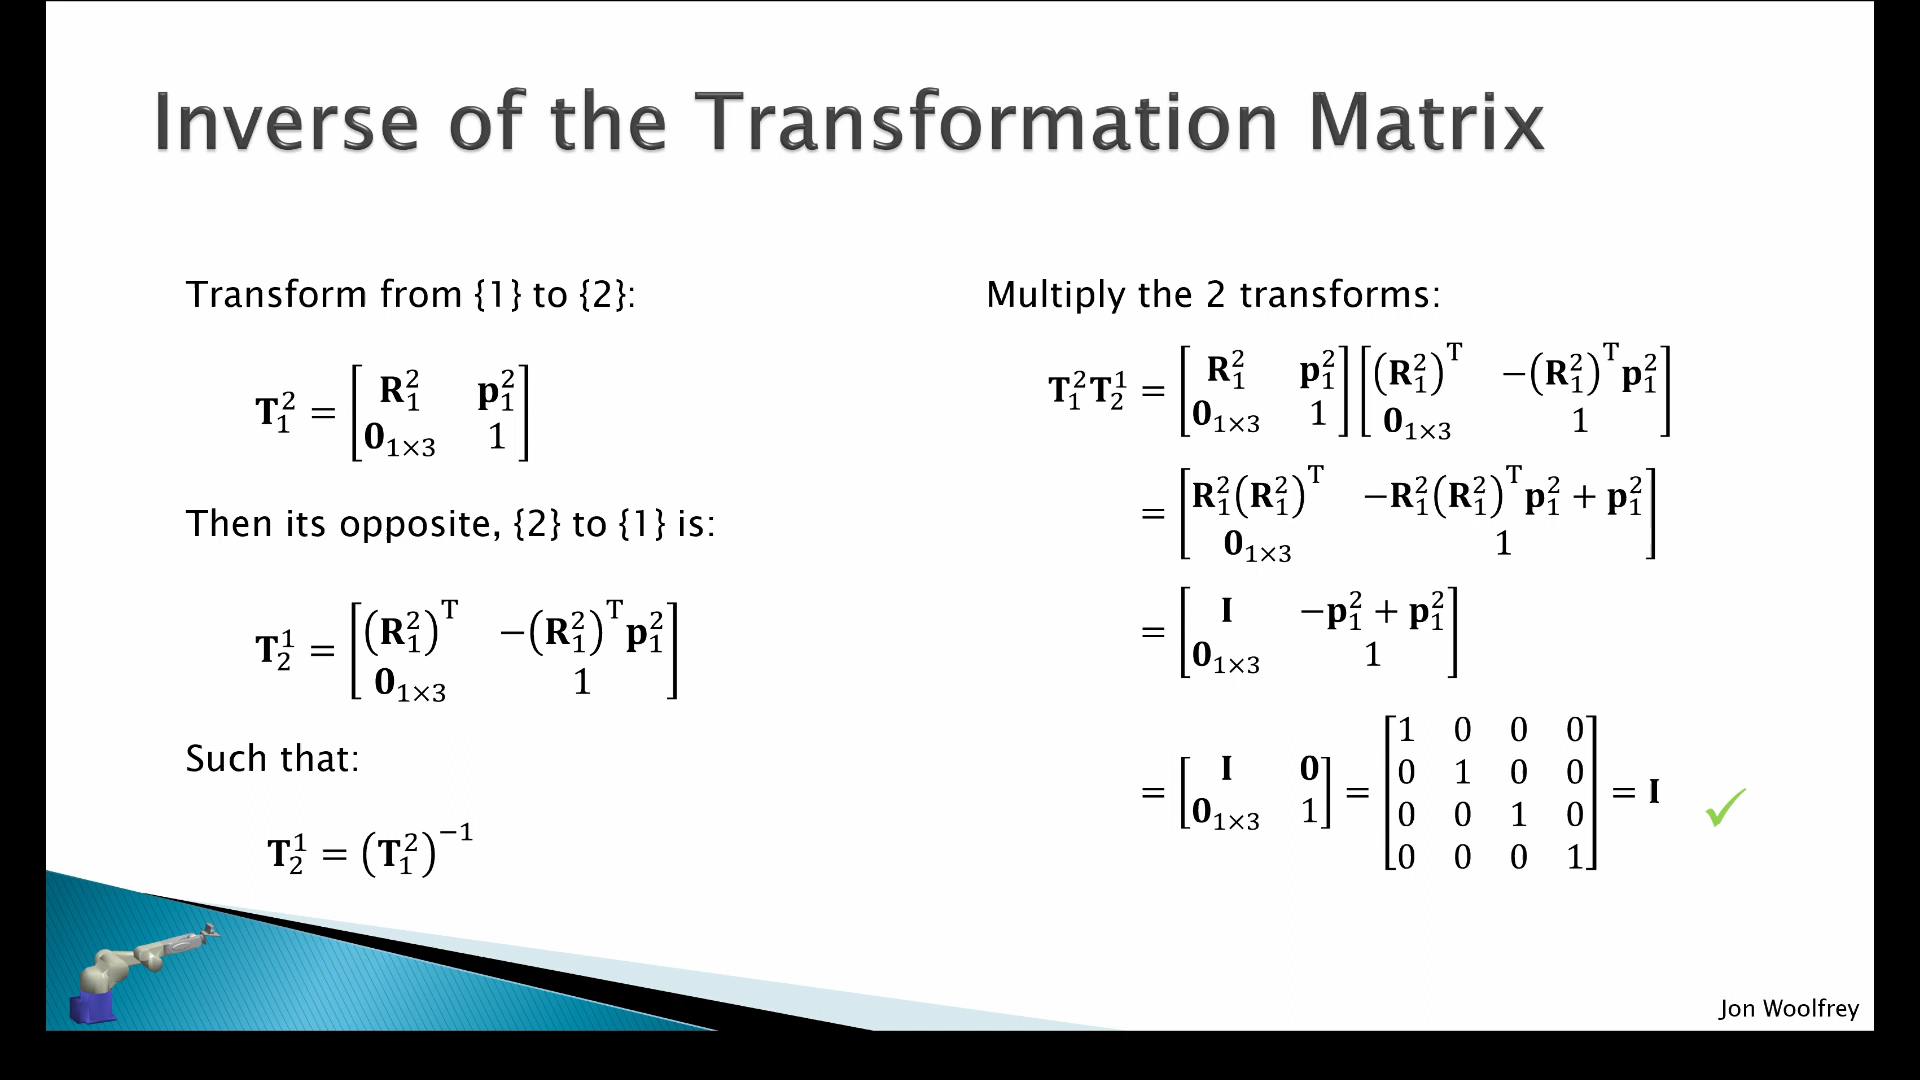 Inverse of the Transformation Matrix
Transform from {1} to {2}:
𝐓₁² = [𝐑₁² 𝐩₁²; 𝟎₁ₓ₃ 1]
Then its opposite, {2} to {1} is:
𝐓₂¹ = [(𝐑₁²)ᵀ −(𝐑₁²)ᵀ𝐩₁²; 𝟎₁ₓ₃ 1]
Such that:
𝐓₂¹ = (𝐓₁²)⁻¹
Multiply the 2 transforms:
𝐓₁²𝐓₂¹ = [𝐑₁² 𝐩₁²; 𝟎₁ₓ₃ 1] [(𝐑₁²)ᵀ −(𝐑₁²)ᵀ𝐩₁²; 𝟎₁ₓ₃ 1]
= [𝐑₁²(𝐑₁²)ᵀ −𝐑₁²(𝐑₁²)ᵀ𝐩₁² + 𝐩₁²; 𝟎₁ₓ₃ 1]
= [𝐈 −𝐩₁² + 𝐩₁²; 𝟎₁ₓ₃ 1]
= [𝐈 𝟎; 𝟎₁ₓ₃ 1] = [1 0 0 0; 0 1 0 0; 0 0 1 0; 0 0 0 1] = 𝐈 ✓
Jon Woolfrey